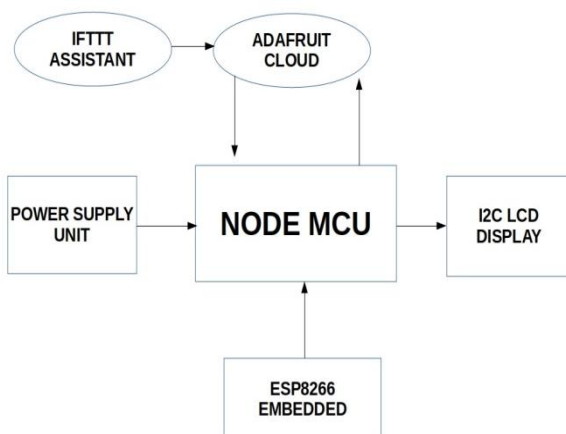 IFTTT
ASSISTANT
ADAFRUIT
CLOUD
POWER SUPPLY
UNIT
NODE MCU
I2C LCD
DISPLAY
ESP8266
EMBEDDED